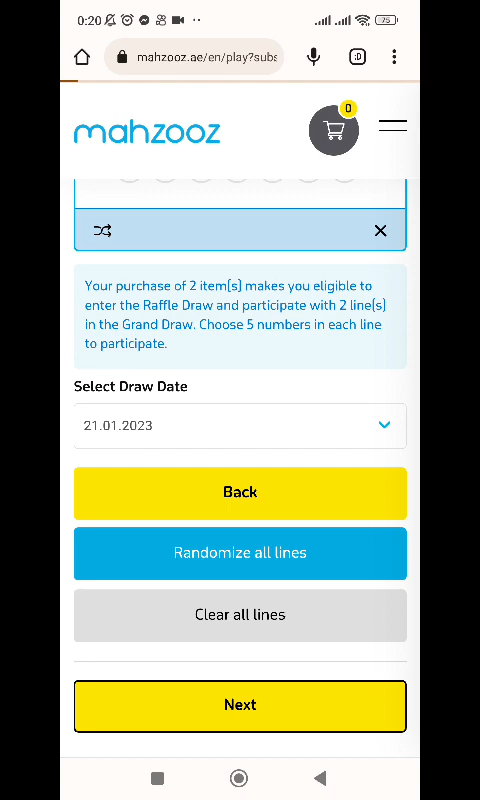 0:20
75
mahzooz.ae/en/play?subs
:D
mahzooz
0
Your purchase of 2 item(s) makes you eligible to
enter the Raffle Draw and participate with 2 line(s)
in the Grand Draw. Choose 5 numbers in each line
to participate.
Select Draw Date
21.01.2023
Back
Randomize all lines
Clear all lines
Next